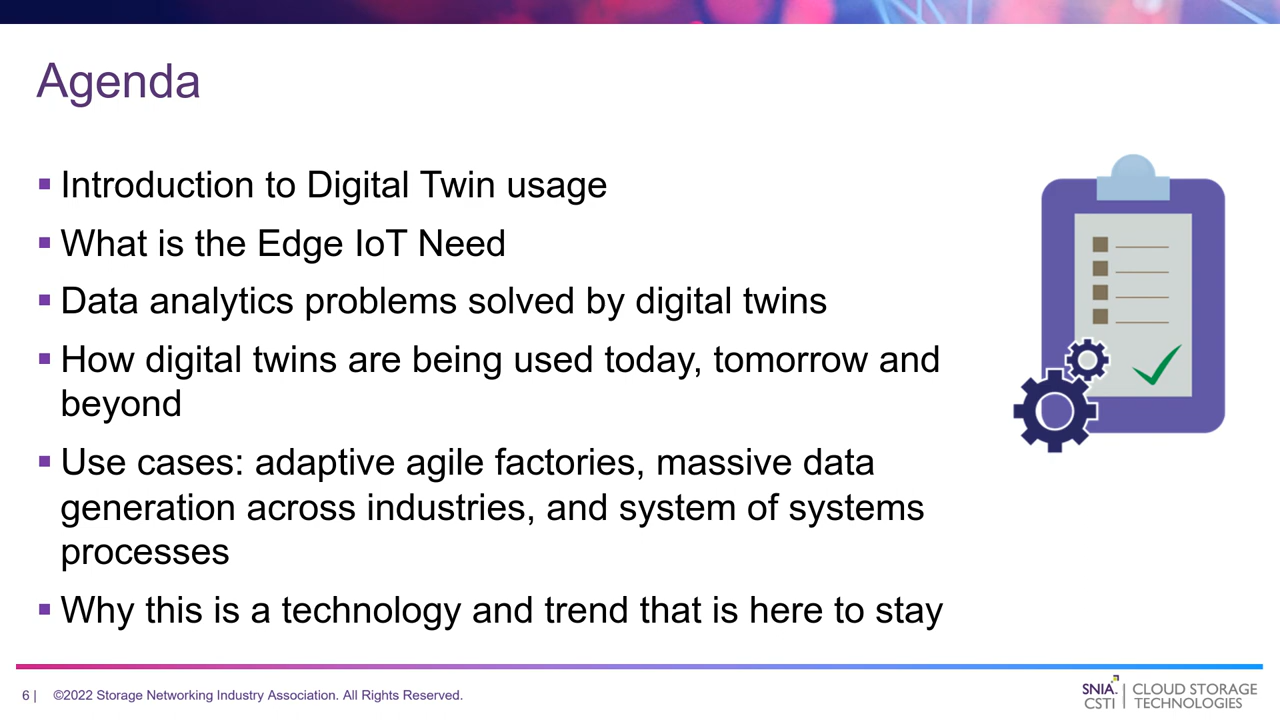 Agenda
▪ Introduction to Digital Twin usage
▪ What is the Edge IoT Need
▪ Data analytics problems solved by digital twins
▪ How digital twins are being used today, tomorrow and
beyond
▪ Use cases: adaptive agile factories, massive data
generation across industries, and system of systems
processes
▪ Why this is a technology and trend that is here to stay
6 | ©2022 Storage Networking Industry Association. All Rights Reserved.
SNIA. | CLOUD STORAGE
CSTI | TECHNOLOGIES